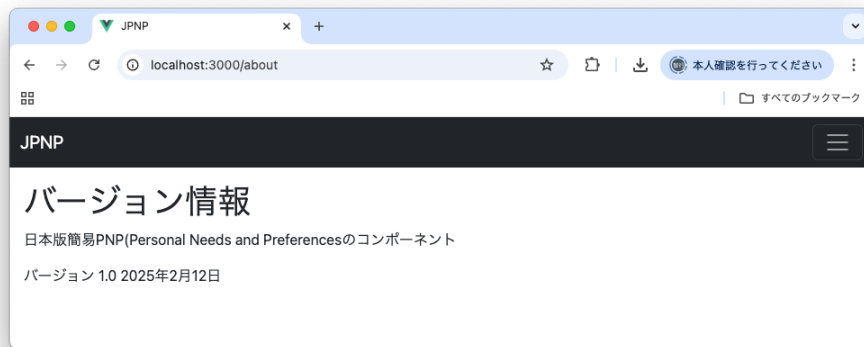 JPNP
localhost:3000/about
本人確認を行ってください
すべてのブックマーク
JPNP
バージョン情報
日本版簡易PNP(Personal Needs and Preferencesのコンポーネント
バージョン 1.0 2025年2月12日